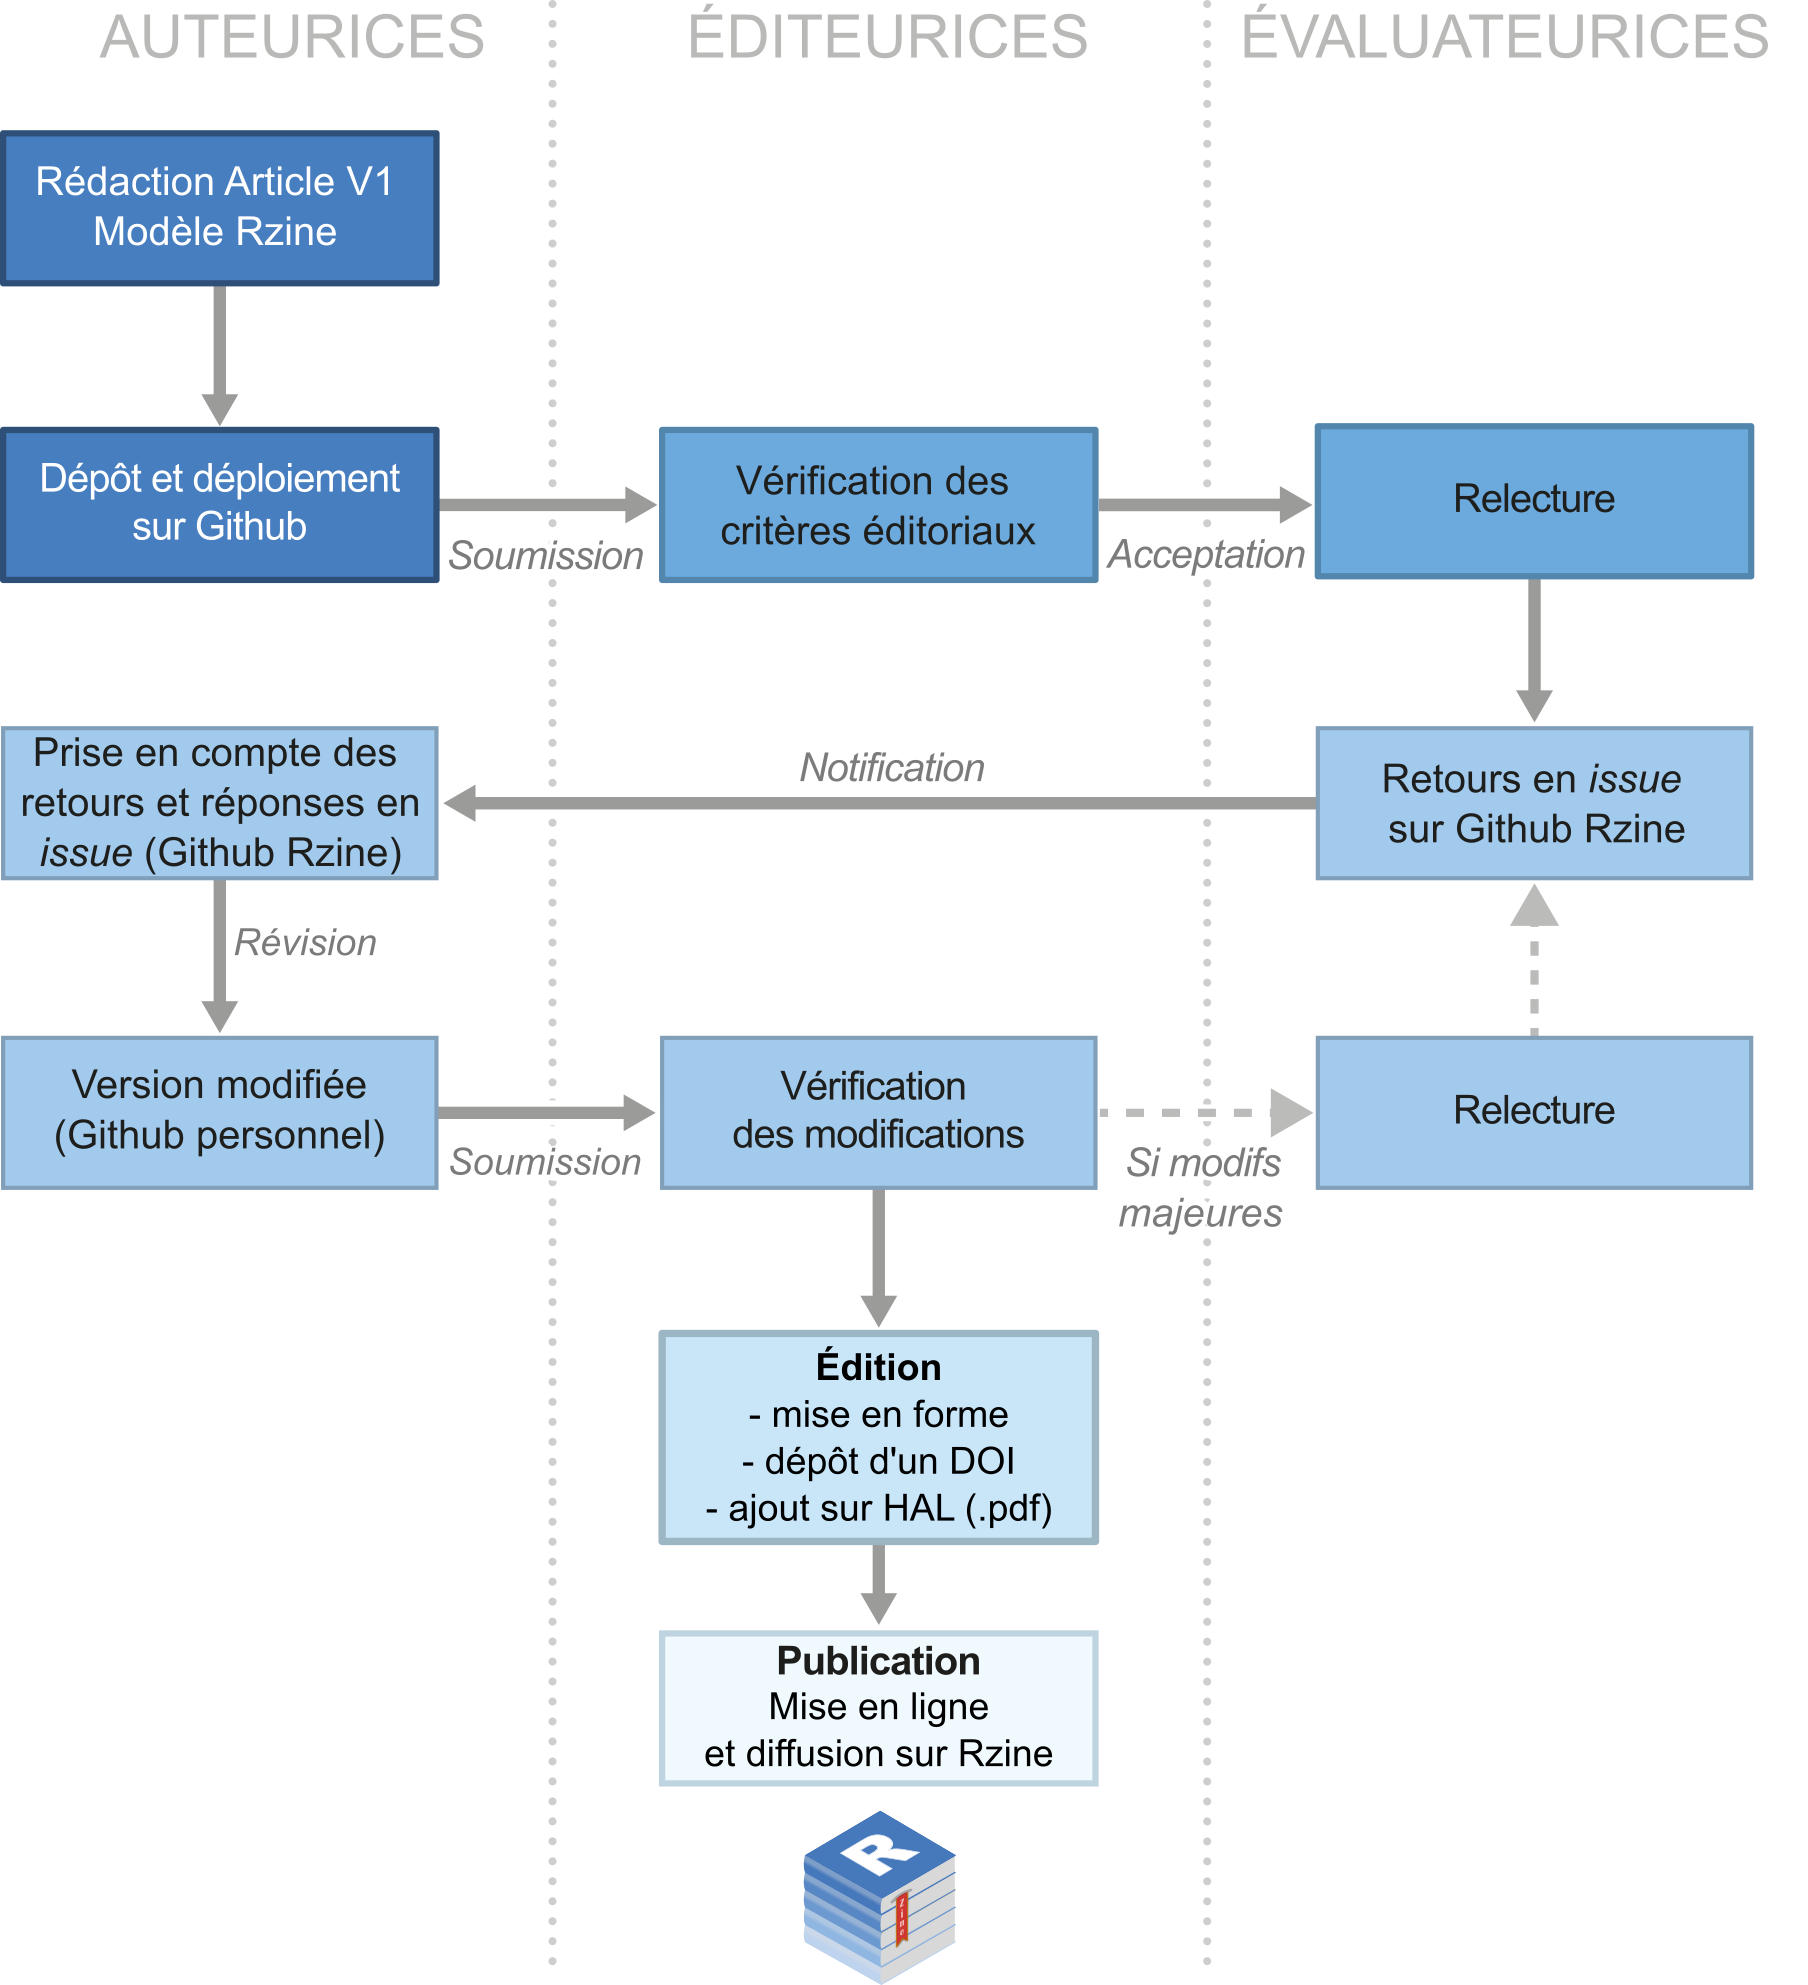 AUTEURICES
ÉDITEURICES
ÉVALUATEURICES
Rédaction Article V1
Modèle Rzine
Dépôt et déploiement
sur Github
Soumission
Vérification des
critères éditoriaux
Acceptation
Relecture
Retours en issue
sur Github Rzine
Notification
Prise en compte des
retours et réponses en
issue (Github Rzine)
Révision
Version modifiée
(Github personnel)
Soumission
Vérification
des modifications
Si modifs
majeures
Relecture
Édition
- mise en forme
- dépôt d'un DOI
- ajout sur HAL (.pdf)
Publication
Mise en ligne
et diffusion sur Rzine
R
zine